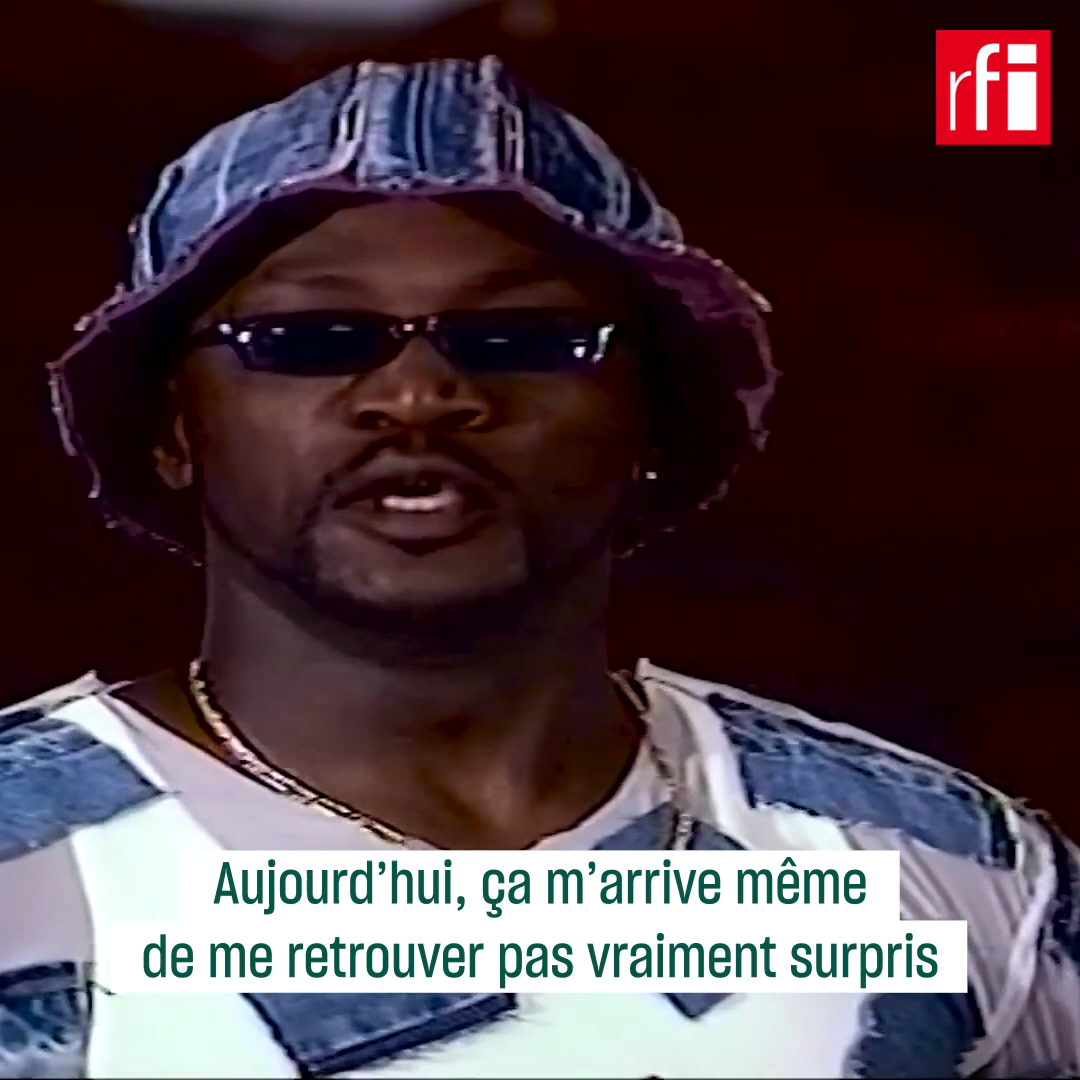 rfi
Aujourd’hui, ça m’arrive même
de me retrouver pas vraiment surpris